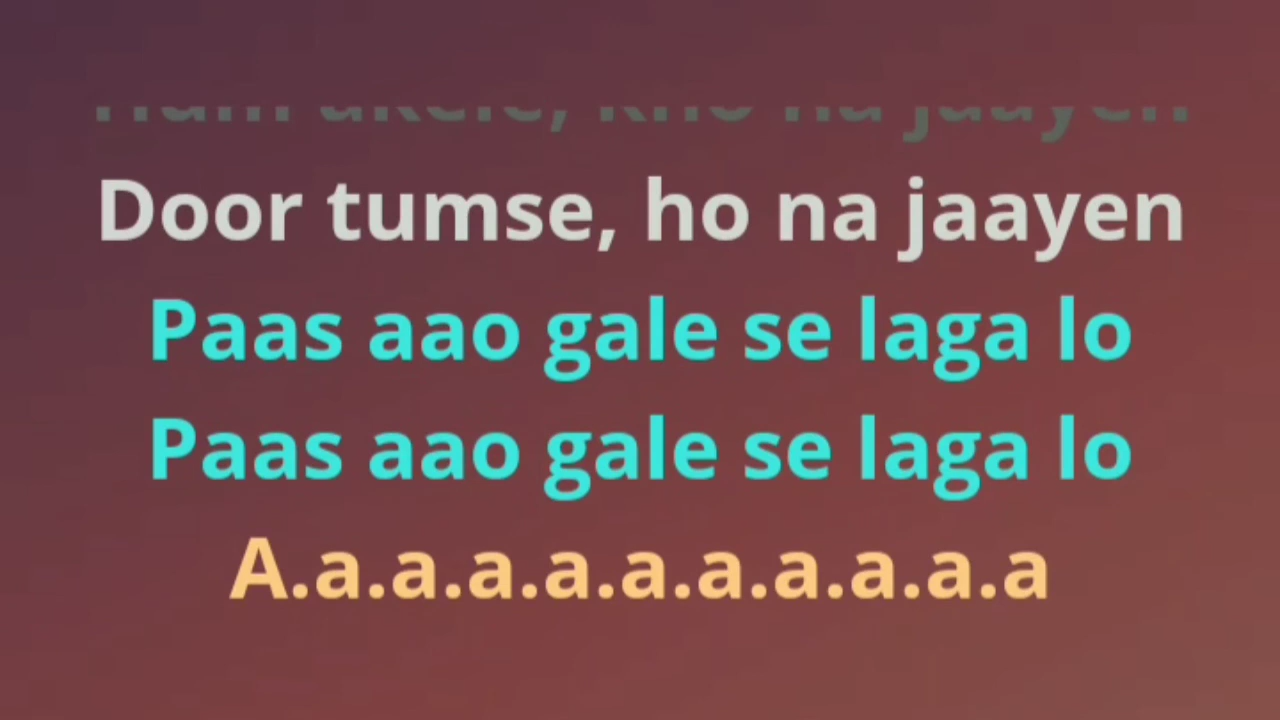 Ham akele, kho na jaayen
Door tumse, ho na jaayen
Paas aao gale se laga lo
Paas aao gale se laga lo
A.a.a.a.a.a.a.a.a.a.a